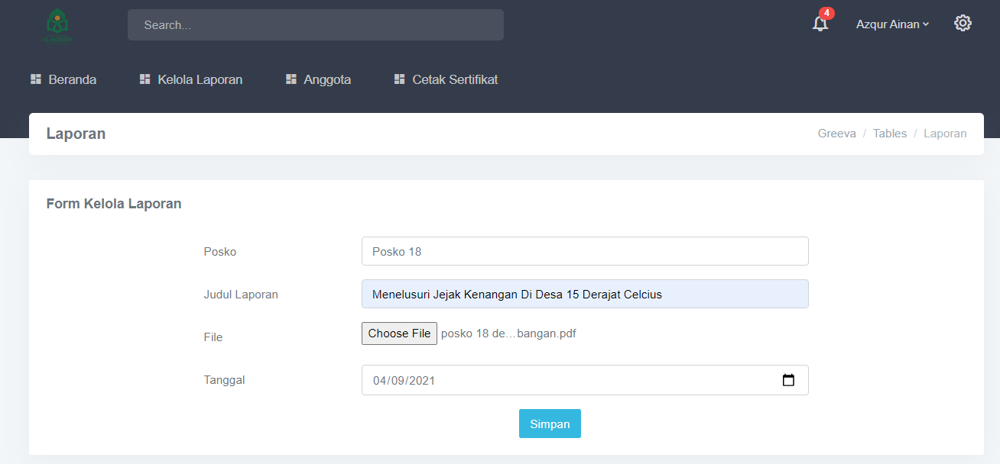 Search...
4
Azqur Ainan
Beranda
Kelola Laporan
Anggota
Cetak Sertifikat
Laporan
Greeva / Tables / Laporan
Form Kelola Laporan
Posko
Posko 18
Judul Laporan
Menelusuri Jejak Kenangan Di Desa 15 Derajat Celcius
File
Choose File posko 18 de...bangan.pdf
Tanggal
04/09/2021
Simpan